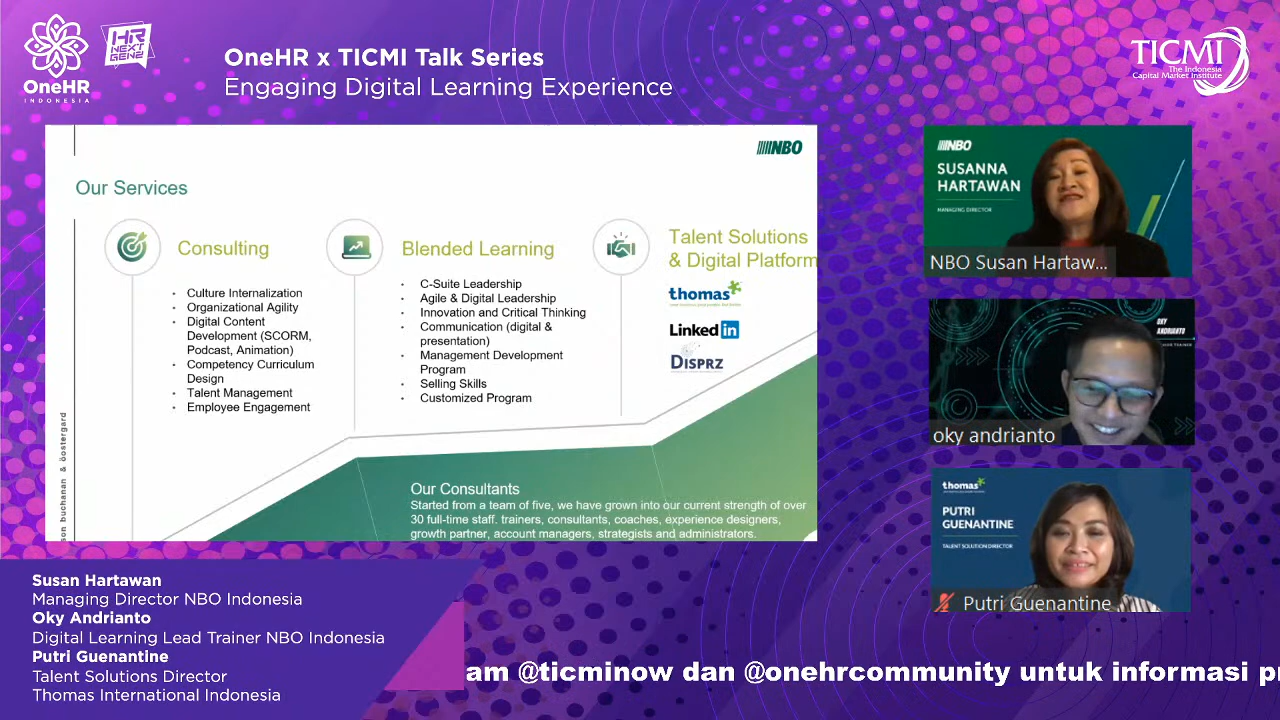 OneHR
INDONESIA
HR
NEXT
GEN
OneHR x TICMI Talk Series
Engaging Digital Learning Experience
TICMI
The Indonesia
Capital Market Institute
NBO
Our Services
Consulting
• Culture Internalization
• Organizational Agility
• Digital Content
Development (SCORM,
Podcast, Animation)
• Competency Curriculum
Design
• Talent Management
• Employee Engagement
Blended Learning
• C-Suite Leadership
• Agile & Digital Leadership
• Innovation and Critical Thinking
• Communication (digital &
presentation)
• Management Development
Program
• Selling Skills
• Customized Program
Talent Solutions
& Digital Platform
thomas
Linked in
DISPRZ
son buchanan & öostergard
Our Consultants
Started from a team of five, we have grown into our current strength of over
30 full-time staff. trainers, consultants, coaches, experience designers,
growth partner, account managers, strategists and administrators.
NBO
SUSANNA
HARTAWAN
MANAGING DIRECTOR
NBO Susan Hartaw...
OKY
ANDRIANTO
oky andrianto
thomas
PUTRI
GUENANTINE
TALENT SOLUTION DIRECTOR
Putri Guenantine
Susan Hartawan
Managing Director NBO Indonesia
Oky Andrianto
Digital Learning Lead Trainer NBO Indonesia
Putri Guenantine
Talent Solutions Director
Thomas International Indonesia
am @ticminow dan @onehrcommunity untuk informasi p